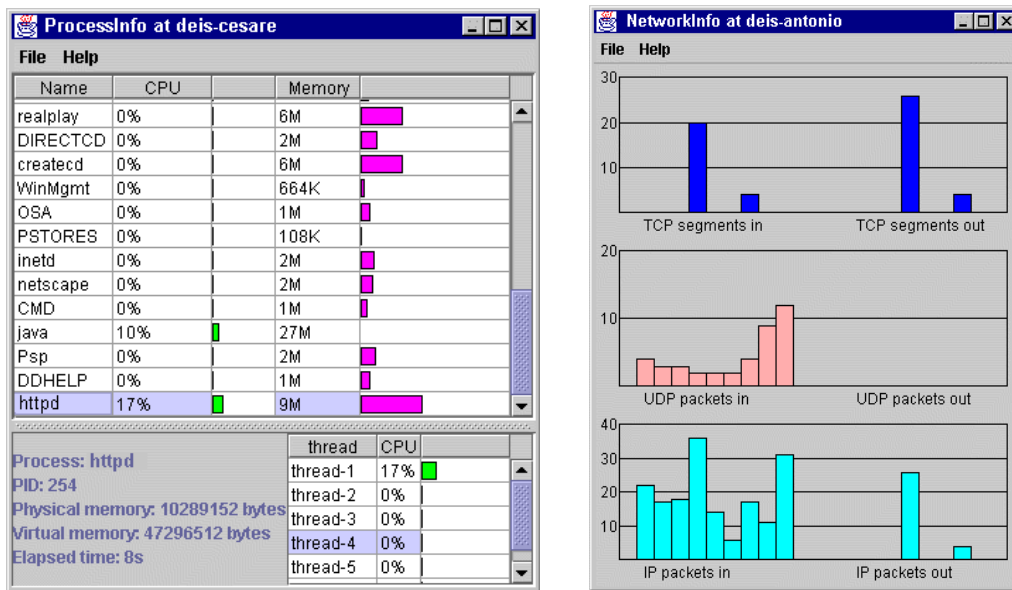 ProcessInfo at deis-cesare
File Help
Name CPU Memory
realplay 0% 6M
DIRECTCD 0% 2M
createcd 0% 6M
WinMgmt 0% 664K
OSA 0% 1M
PSTORES 0% 108K
inetd 0% 2M
netscape 0% 2M
CMD 0% 1M
java 10% 27M
Psp 0% 2M
DDHELP 0% 1M
httpd 17% 9M
Process: httpd
PID: 254
Physical memory: 10289152 bytes
Virtual memory: 47296512 bytes
Elapsed time: 8s
thread CPU
thread-1 17%
thread-2 0%
thread-3 0%
thread-4 0%
thread-5 0%
NetworkInfo at deis-antonio
File Help
30
20
10
TCP segments in TCP segments out
20
10
UDP packets in UDP packets out
40
30
20
10
IP packets in IP packets out